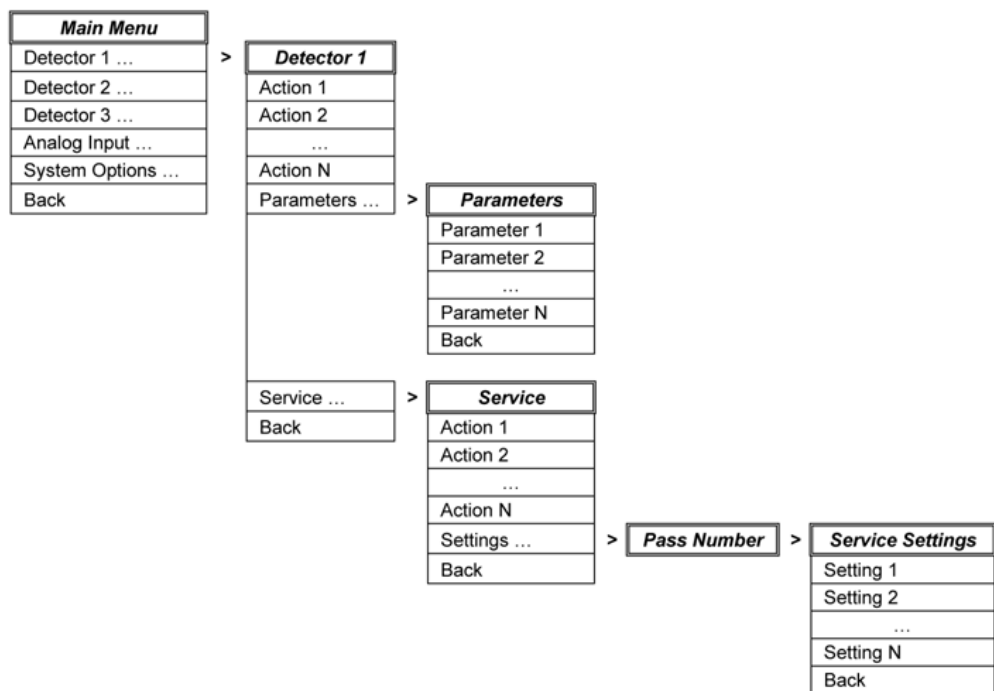 Main Menu
Detector 1 …
Detector 2 …
Detector 3 …
Analog Input …
System Options …
Back
>
Detector 1
Action 1
Action 2
…
Action N
Parameters …
>
Parameters
Parameter 1
Parameter 2
…
Parameter N
Back
Service …
Back
>
Service
Action 1
Action 2
…
Action N
Settings …
Back
>
Pass Number
>
Service Settings
Setting 1
Setting 2
…
Setting N
Back